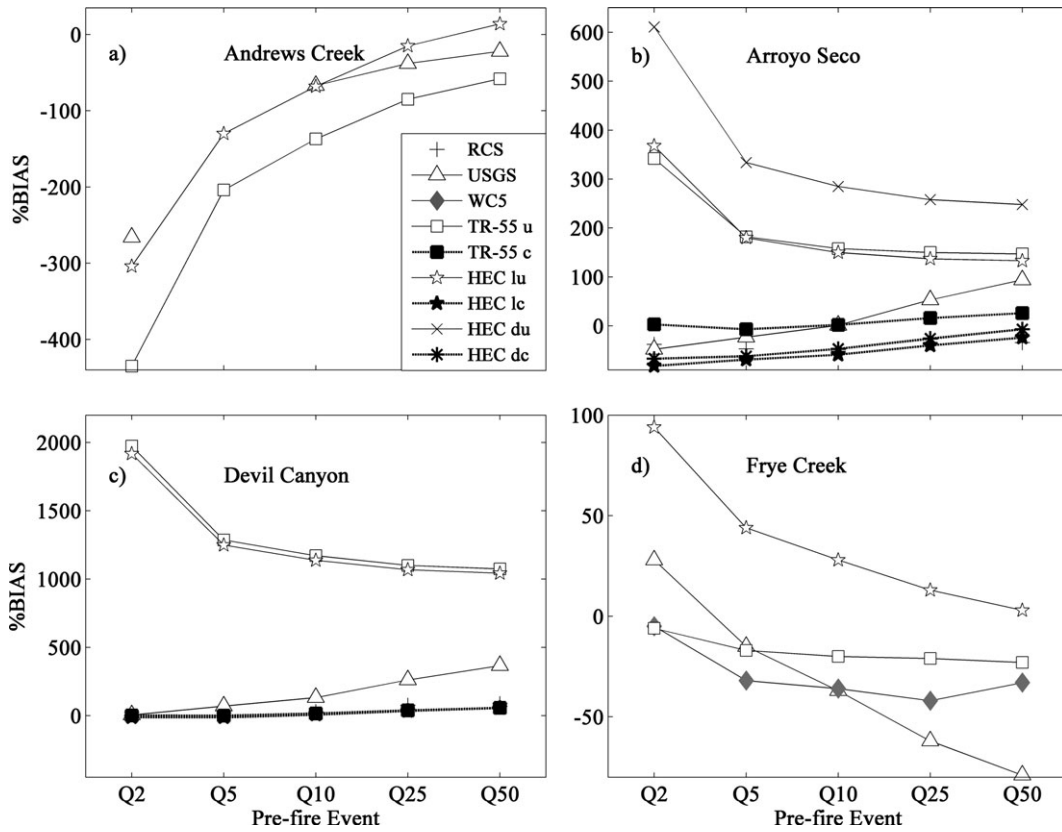 a) Andrews Creek
0
-100
-200
-300
-400
%BIAS
RCS
USGS
WC5
TR-55 u
TR-55 c
HEC lu
HEC lc
HEC du
HEC dc
b) Arroyo Seco
600
500
400
300
200
100
0
c) Devil Canyon
2000
1500
1000
500
0
%BIAS
Q2 Q5 Q10 Q25 Q50
Pre-fire Event
d) Frye Creek
100
50
0
-50
Q2 Q5 Q10 Q25 Q50
Pre-fire Event